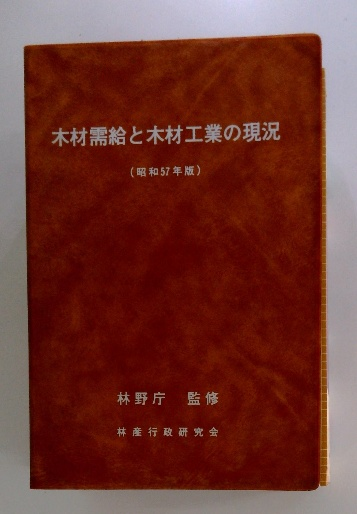 木材需給と木材工業の現況
(昭和57年版)
林野庁 監修
林産行政研究会